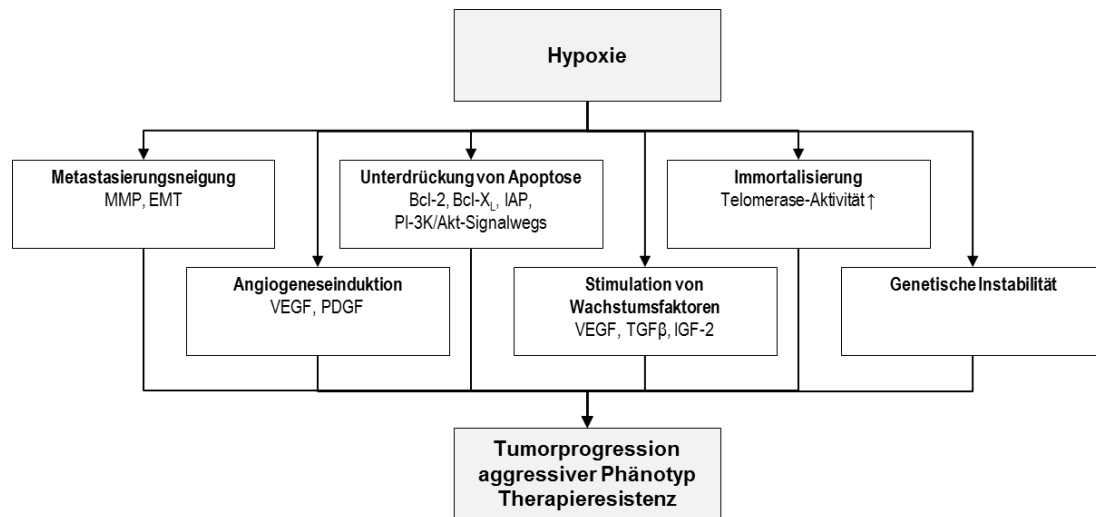 Hypoxie
Metastasierungsneigung
MMP, EMT
Unterdrückung von Apoptose
Bcl-2, Bcl-XL, IAP,
PI-3K/Akt-Signalwegs
Immortalisierung
Telomerase-Aktivität ↑
Angiogeneseinduktion
VEGF, PDGF
Stimulation von
Wachstumsfaktoren
VEGF, TGFβ, IGF-2
Genetische Instabilität
Tumorprogression
aggressiver Phänotyp
Therapieresistenz